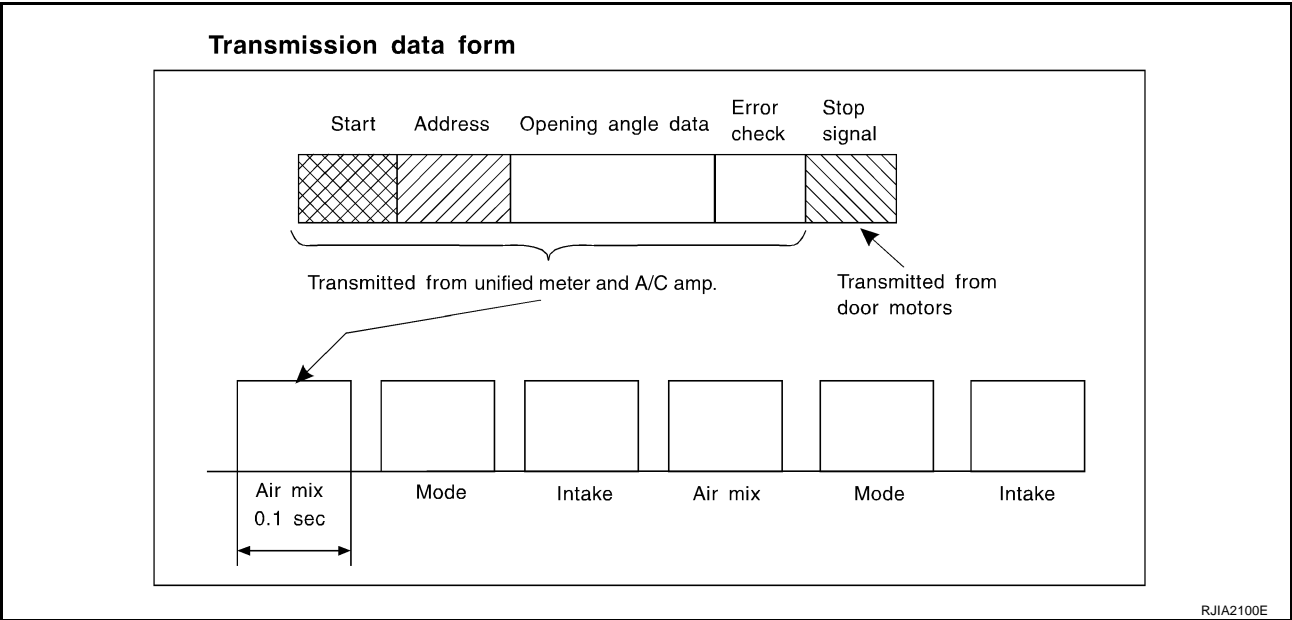 Transmission data form
Start Address Opening angle data Error check Stop signal
Transmitted from unified meter and A/C amp.
Transmitted from
door motors
Air mix Mode Intake Air mix Mode Intake
0.1 sec
RJIA2100E